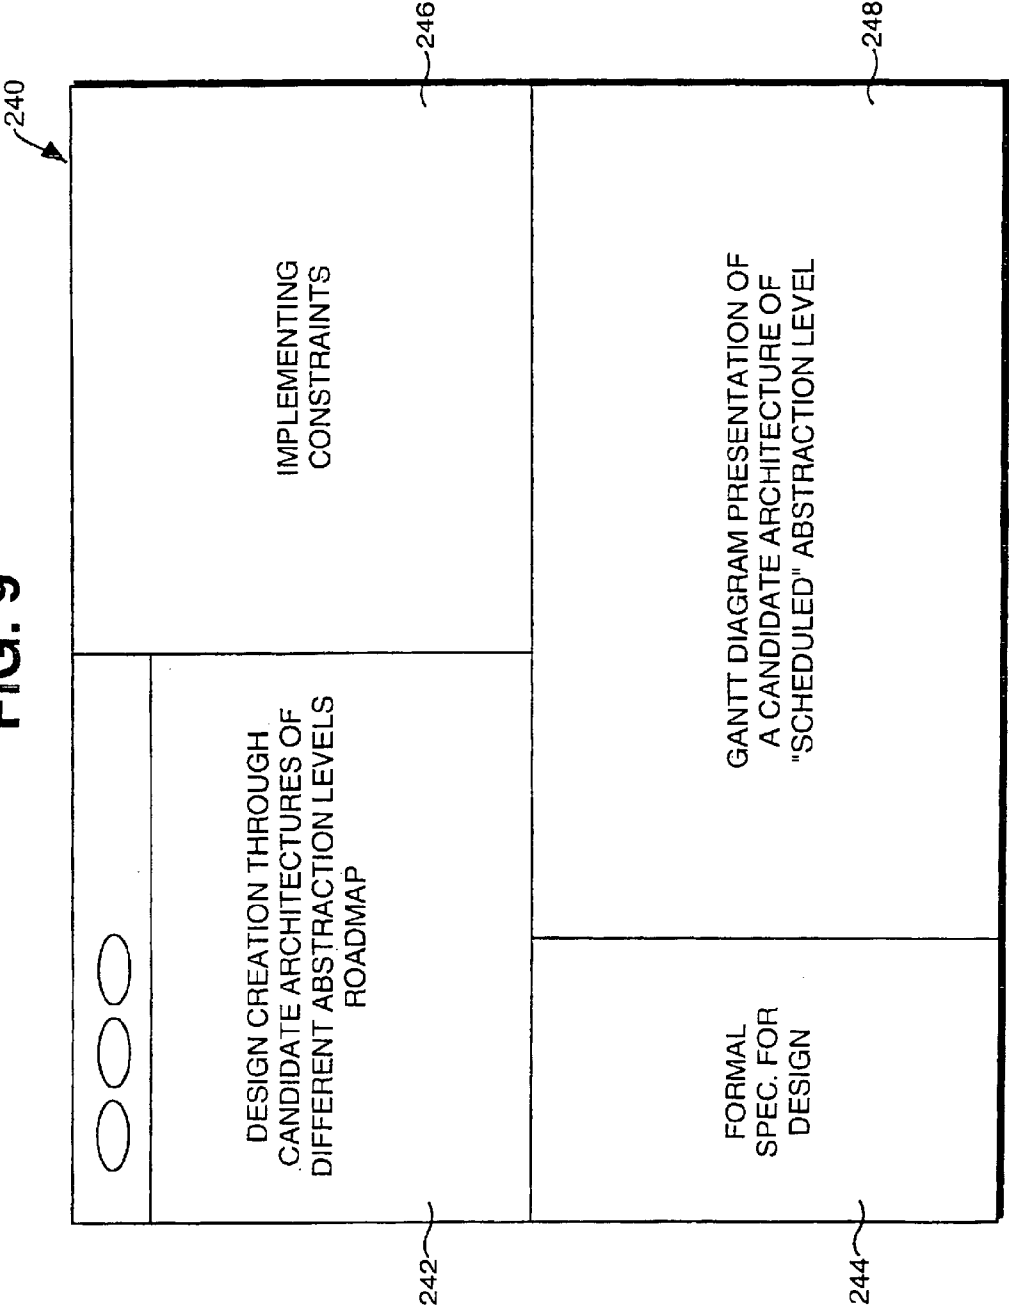 FIG. 9
240
DESIGN CREATION THROUGH
CANDIDATE ARCHITECTURES OF
DIFFERENT ABSTRACTION LEVELS
ROADMAP
242
IMPLEMENTING
CONSTRAINTS
246
FORMAL
SPEC. FOR
DESIGN
244
GANTT DIAGRAM PRESENTATION OF
A CANDIDATE ARCHITECTURE OF
"SCHEDULED" ABSTRACTION LEVEL
248